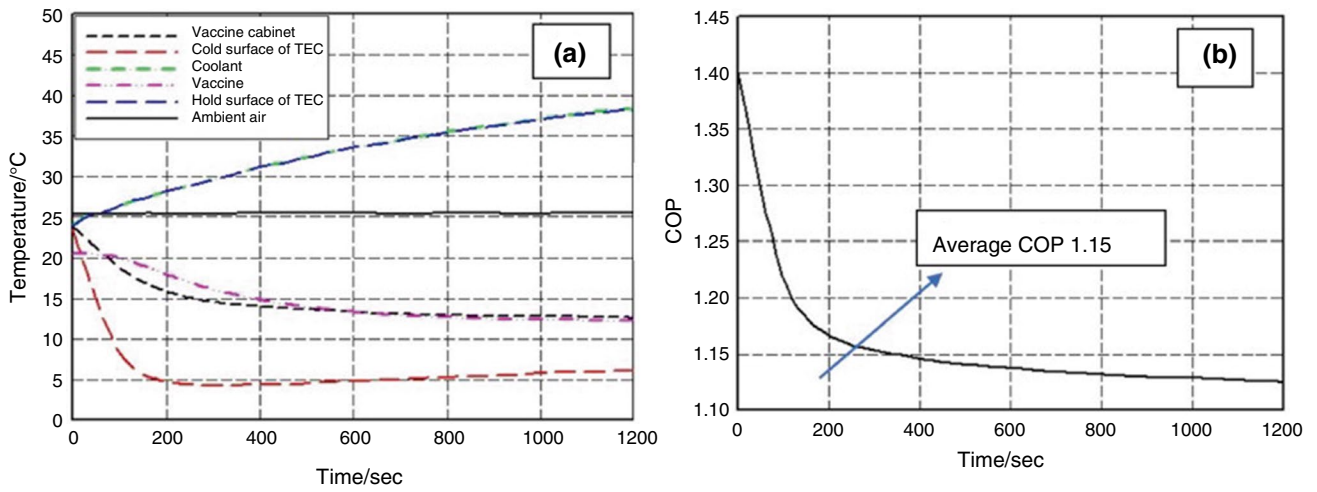 50
45
40
35
30
25
20
15
10
5
0
Temperature/°C
Vaccine cabinet
Cold surface of TEC
Coolant
Vaccine
Hold surface of TEC
Ambient air
(a)
0 200 400 600 800 1000 1200
Time/sec
1.45
1.40
1.35
1.30
1.25
1.20
1.15
1.10
COP
(b)
Average COP 1.15
0 200 400 600 800 1000 1200
Time/sec